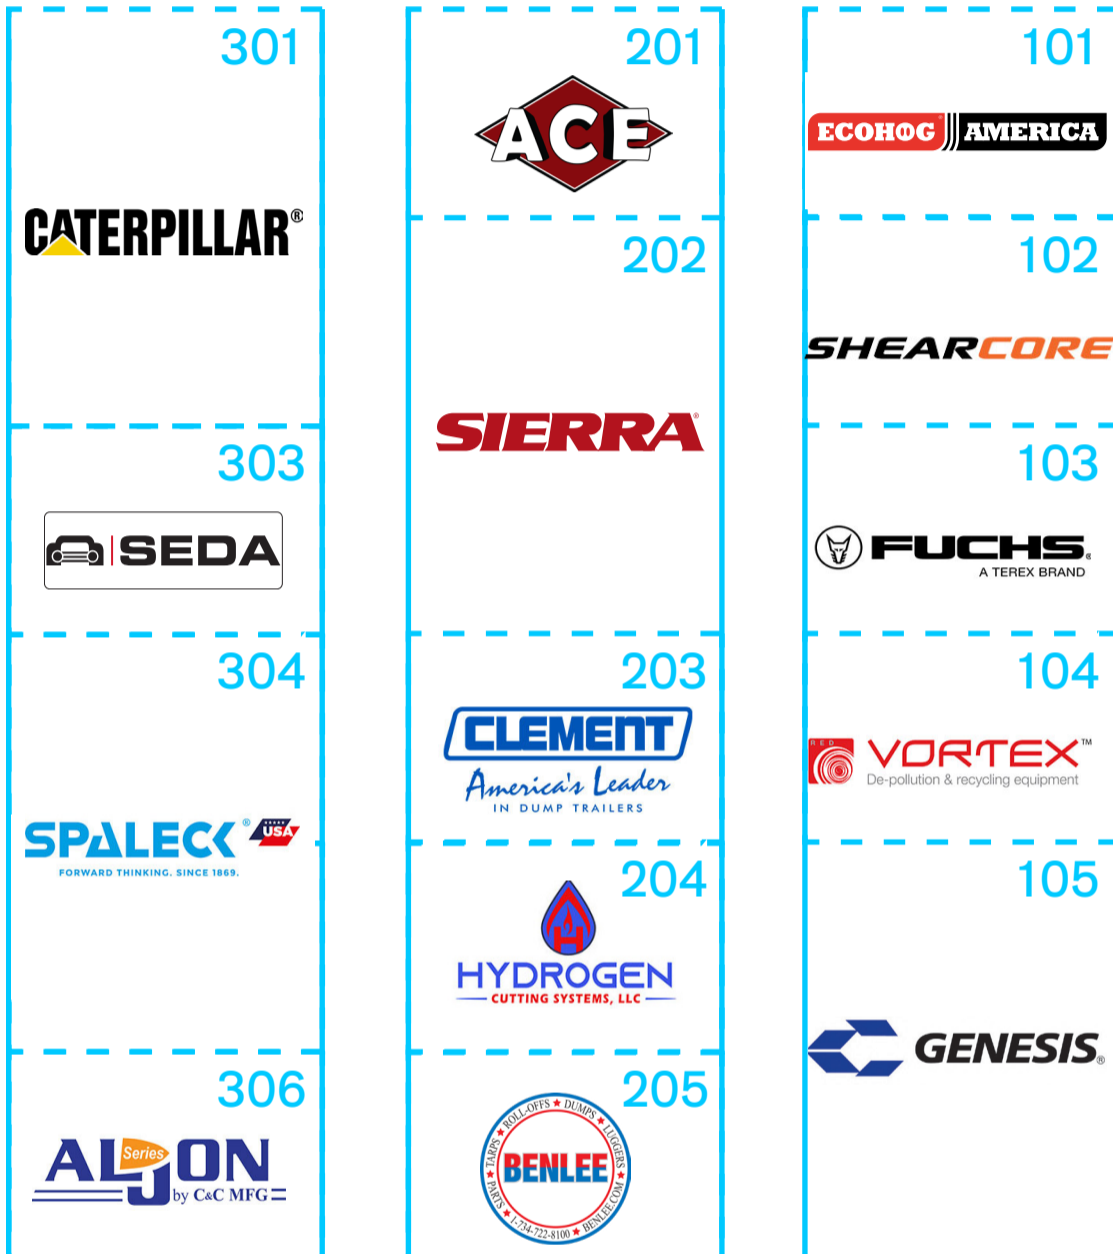 301
CATERPILLAR®
303
SEDA
304
SPALECK® USA
FORWARD THINKING. SINCE 1869.
306
ALJON
Series
by C&C MFG
201
ACE
202
SIERRA®
203
CLEMENT
America's Leader
IN DUMP TRAILERS
204
H
HYDROGEN
CUTTING SYSTEMS, LLC
205
PARTS ★ TARPS ★ ROLL-OFFS ★ DUMPS ★ LUGGERS ★
BENLEE
1-734-722-8100 ★ BENLEE.COM
101
ECOHOG AMERICA
102
SHEARCORE
103
FUCHS®
A TEREX BRAND
104
RED
VORTEX™
De-pollution & recycling equipment
105
GENESIS®